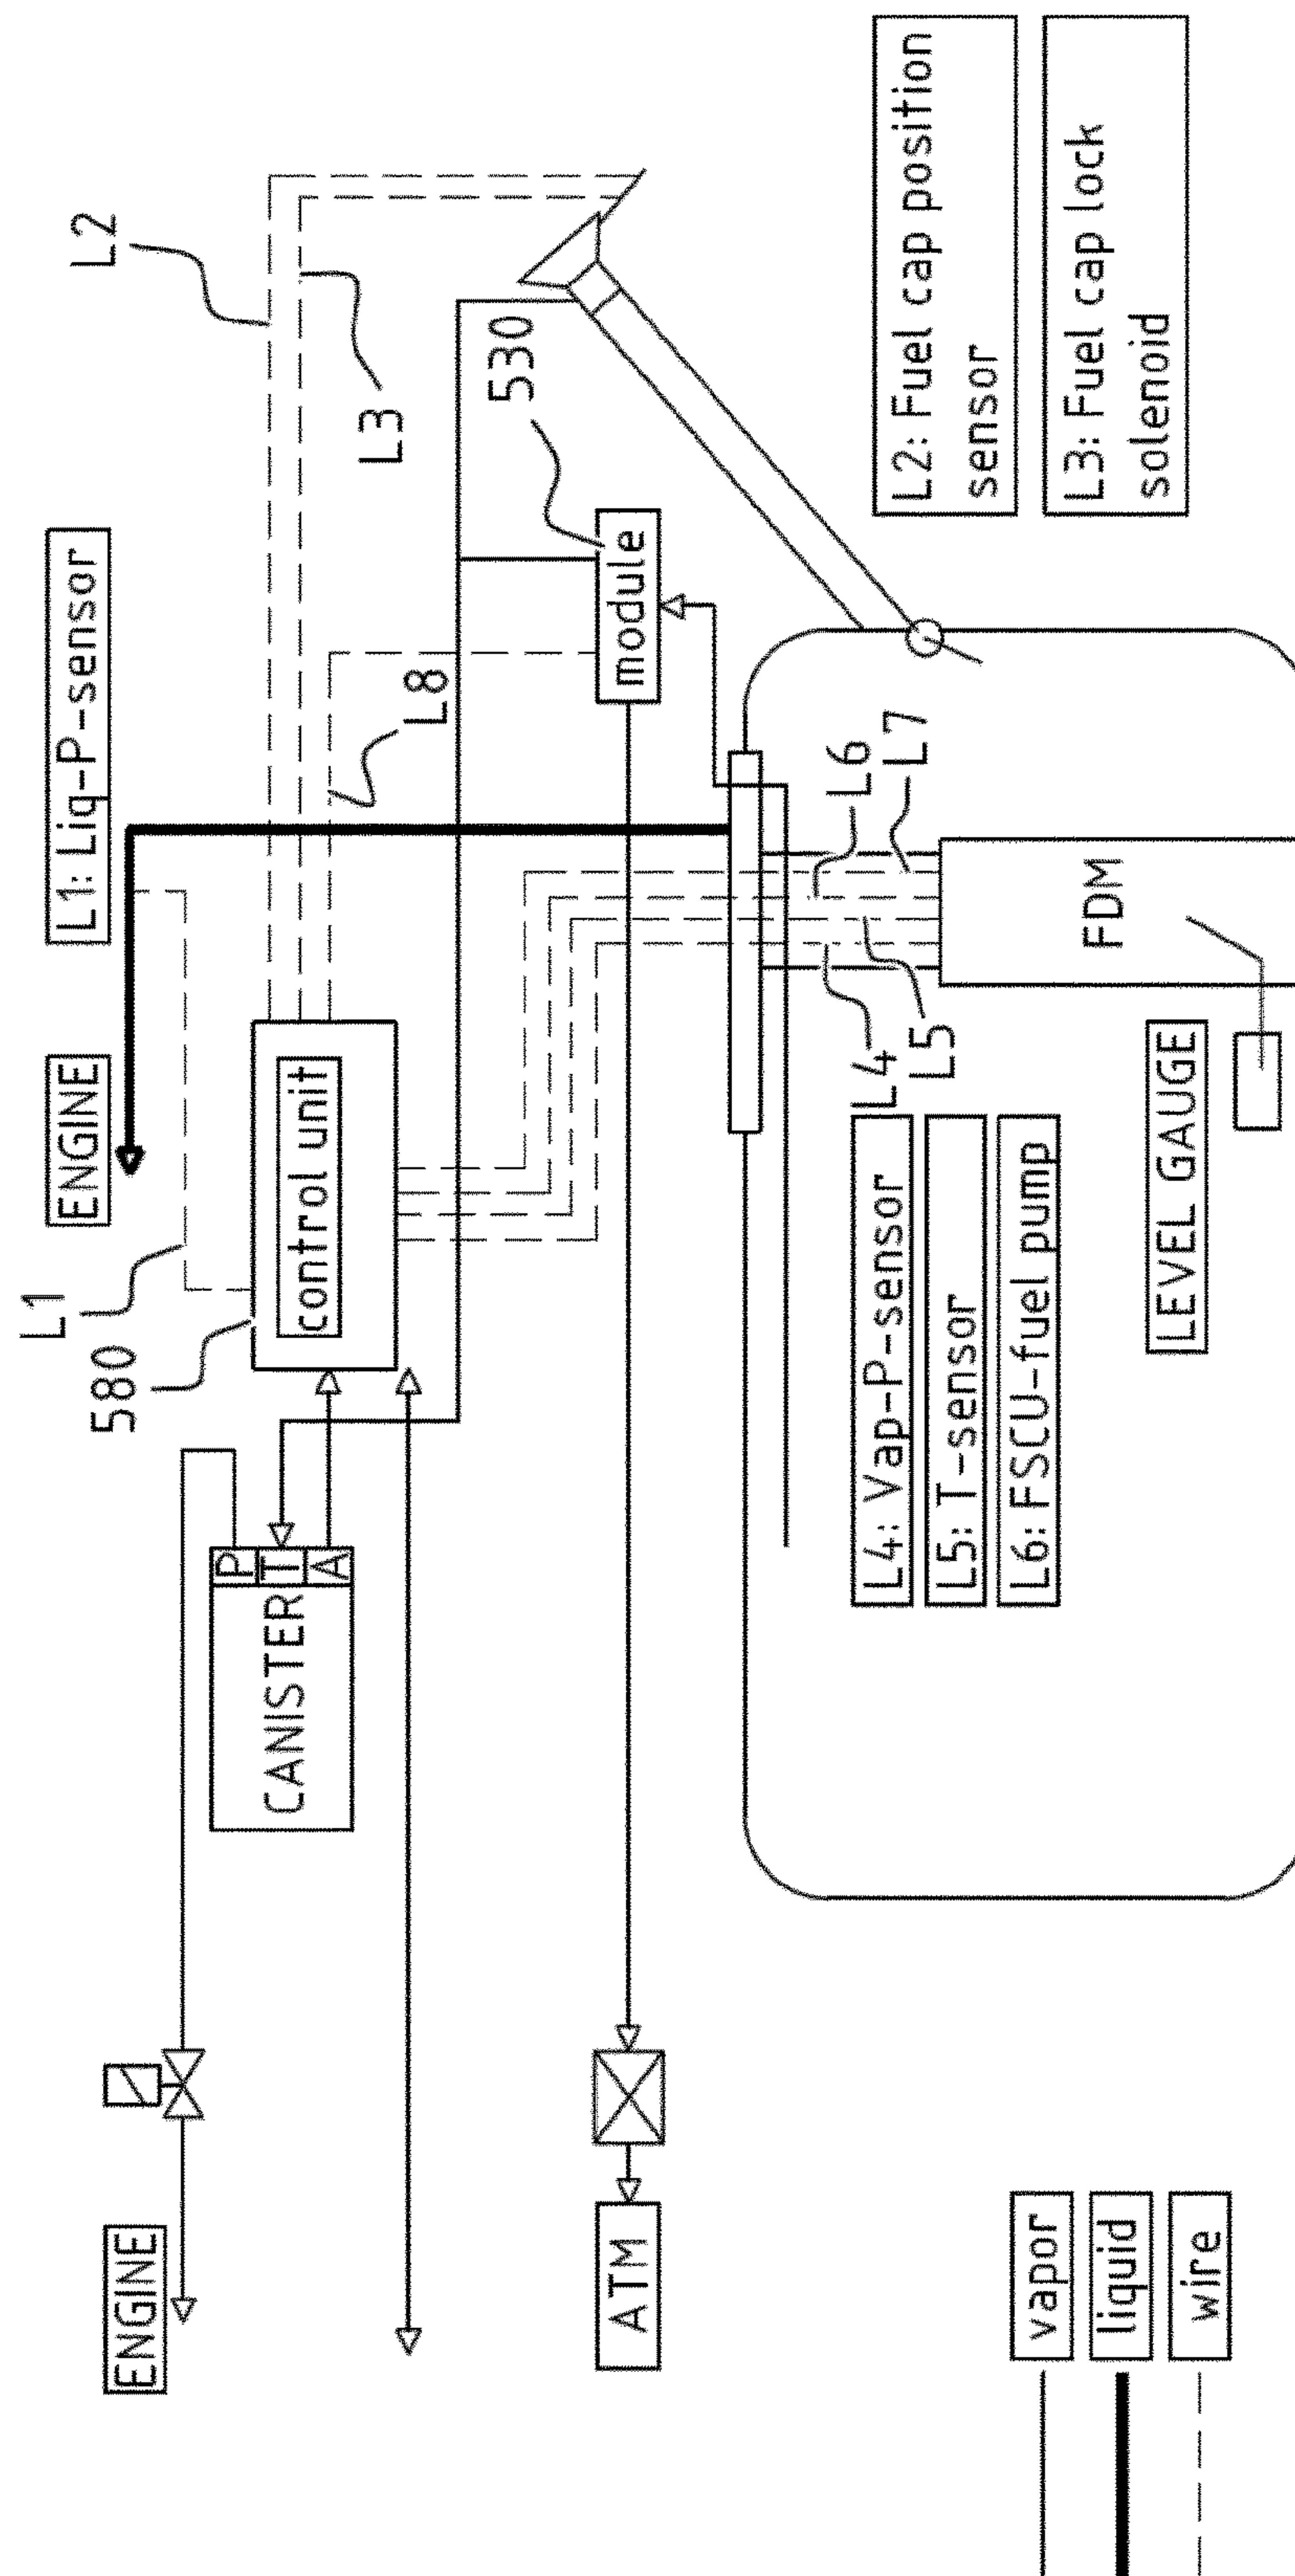 L1
ENGINE
L1: Liq-P-sensor
L2
580
ENGINE
P
T
A
CANISTER
control unit
L3
L8
530
ATM
module
L6
L7
L4
L5
L4: Vap-P-sensor
L5: T-sensor
L6: FSCU-fuel pump
L2: Fuel cap position
sensor
L3: Fuel cap lock
solenoid
FDM
LEVEL GAUGE
vapor
liquid
wire